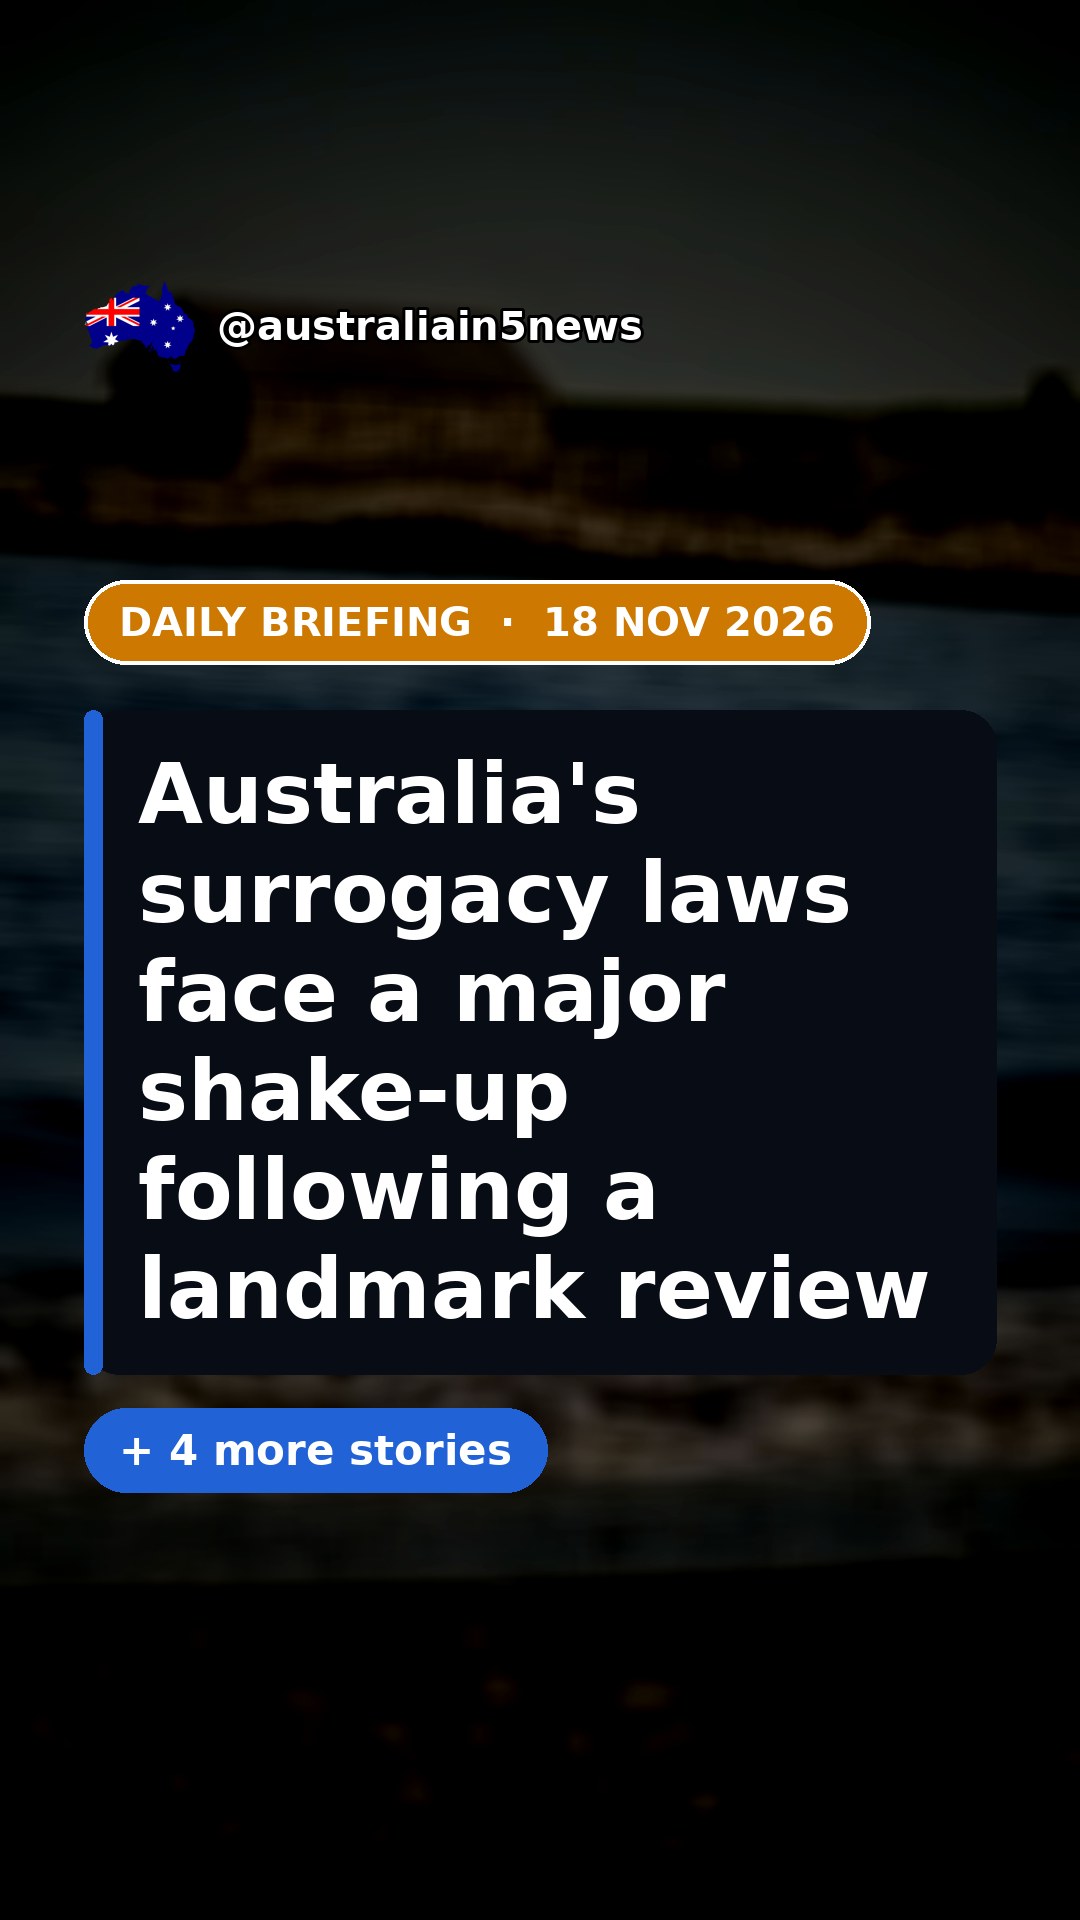 @australiain5news
DAILY BRIEFING · 18 NOV 2026
Australia's
surrogacy laws
face a major
shake-up
following a
landmark review
+ 4 more stories